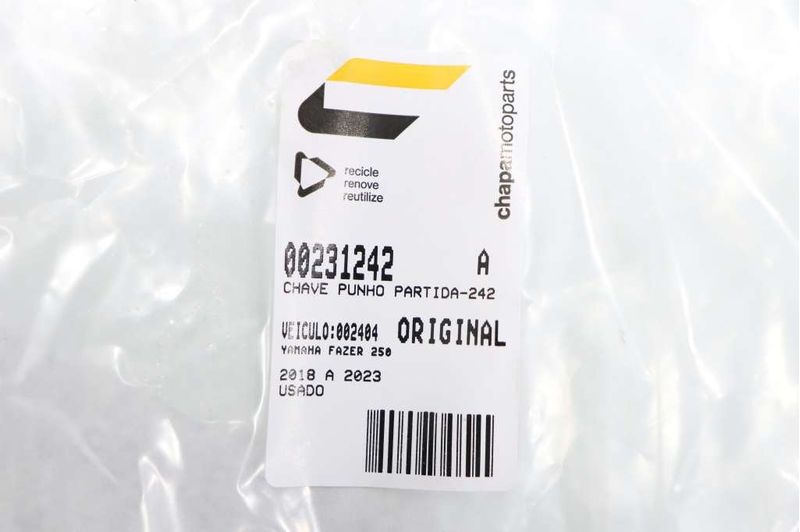 chapamotoparts
recicle
renove
reutilize
00231242 A
CHAVE PUNHO PARTIDA-242
VEICULO:002404 ORIGINAL
YAMAHA FAZER 250
2018 A 2023
USADO